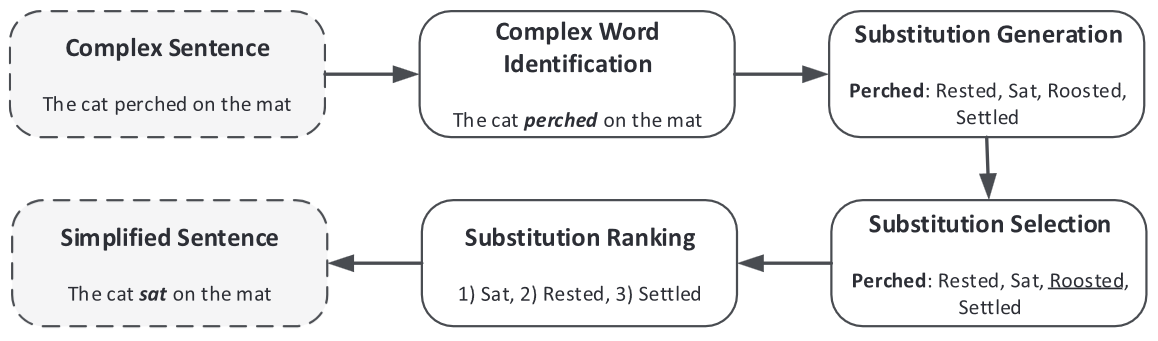 Complex Sentence
The cat perched on the mat
Complex Word
Identification
The cat perched on the mat
Substitution Generation
Perched: Rested, Sat, Roosted,
Settled
Substitution Selection
Perched: Rested, Sat, Roosted,
Settled
Substitution Ranking
1) Sat, 2) Rested, 3) Settled
Simplified Sentence
The cat sat on the mat